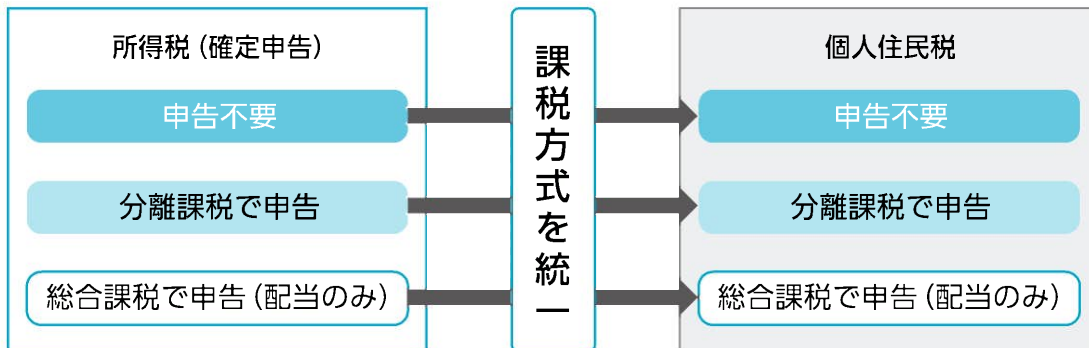 所得税（確定申告）
申告不要
分離課税で申告
総合課税で申告（配当のみ）
課税方式を統一
個人住民税
申告不要
分離課税で申告
総合課税で申告（配当のみ）